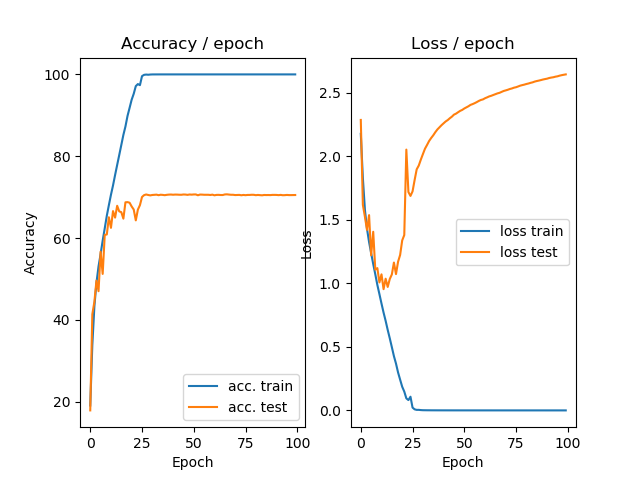 Accuracy / epoch
Loss / epoch
100
80
60
40
20
Accuracy
0
25
50
75
100
Epoch
acc. train
acc. test
2.5
2.0
1.5
1.0
0.5
0.0
Loss
0
25
50
75
100
Epoch
loss train
loss test